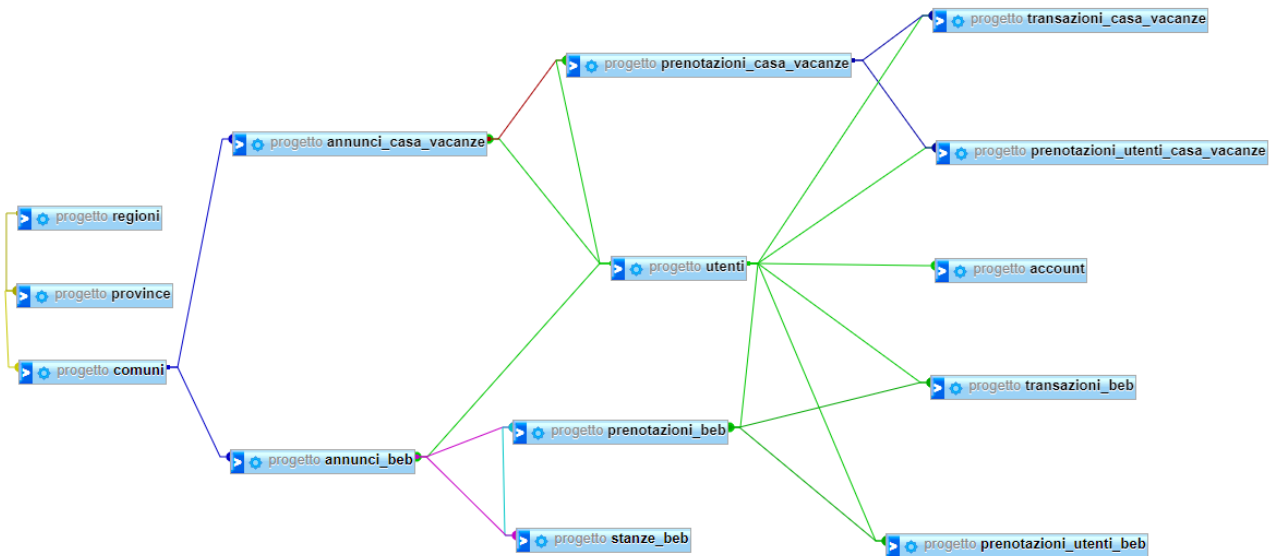 progetto transazioni_casa_vacanze
progetto prenotazioni_casa_vacanze
progetto annunci_casa_vacanze
progetto prenotazioni_utenti_casa_vacanze
progetto regioni
progetto utenti
progetto account
progetto province
progetto comuni
progetto transazioni_beb
progetto prenotazioni_beb
progetto annunci_beb
progetto stanze_beb
progetto prenotazioni_utenti_beb